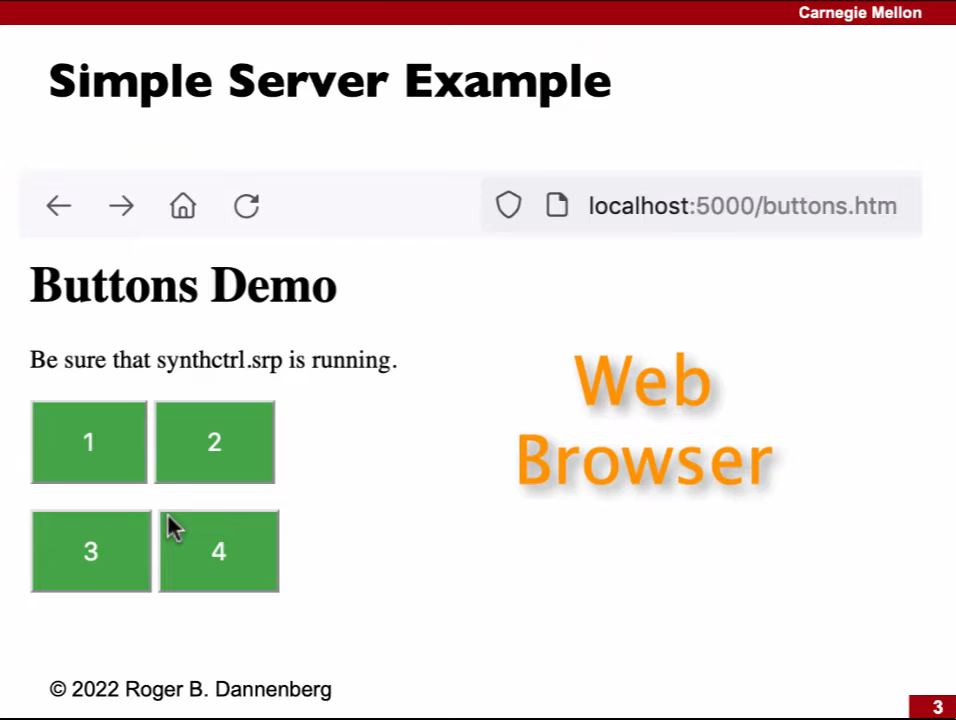 Carnegie Mellon
Simple Server Example
localhost:5000/buttons.htm
Buttons Demo
Be sure that synthctrl.srp is running.
Web
Browser
1 2
3 4
© 2022 Roger B. Dannenberg
3